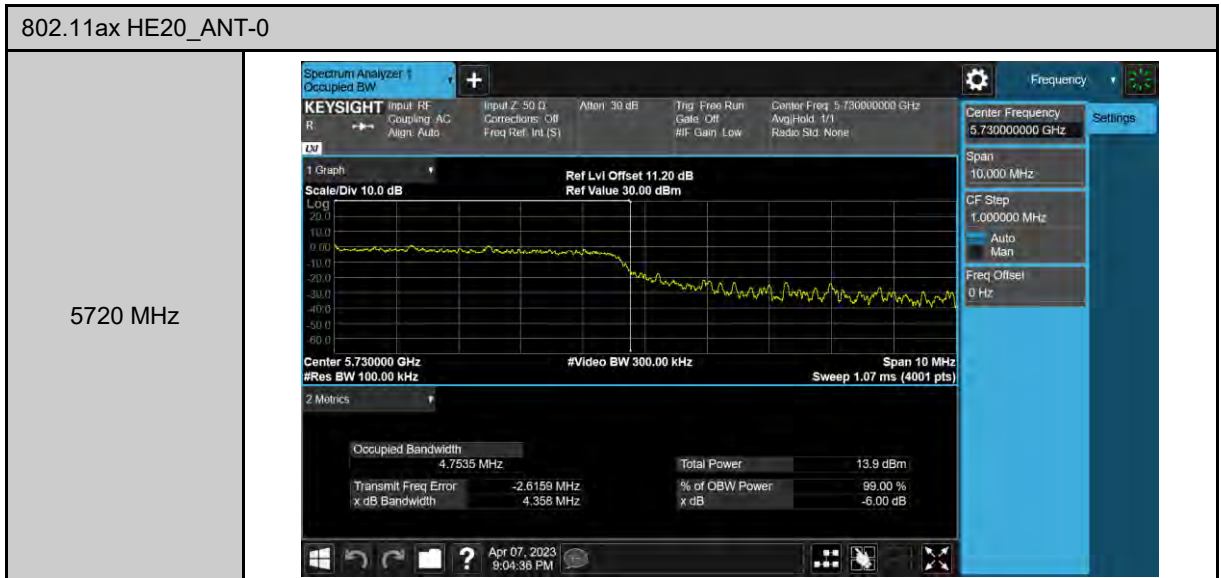 802.11ax HE20_ANT-0
5720 MHz
Spectrum Analyzer 1
Occupied BW
Frequency
KEYSIGHT
R
LXI
Input: RF
Coupling: AC
Align: Auto
Input Z: 50 Ω
Corrections: Off
Freq Ref: Int (S)
Atten: 30 dB
Trig: Free Run
Gate: Off
#IF Gain: Low
Center Freq: 5.730000000 GHz
Avg|Hold: 1/1
Radio Std: None
1 Graph
Scale/Div 10.0 dB
Ref Lvl Offset 11.20 dB
Ref Value 30.00 dBm
Log
20.0
10.0
0.00
-10.0
-20.0
-30.0
-40.0
-50.0
-60.0
Center 5.730000 GHz
#Res BW 100.00 kHz
#Video BW 300.00 kHz
Span 10 MHz
Sweep 1.07 ms (4001 pts)
2 Metrics
Occupied Bandwidth
4.7535 MHz
Transmit Freq Error -2.6159 MHz
x dB Bandwidth 4.358 MHz
Total Power 13.9 dBm
% of OBW Power 99.00 %
x dB -6.00 dB
Center Frequency
5.730000000 GHz
Settings
Span
10.000 MHz
CF Step
1.000000 MHz
Auto
Man
Freq Offset
0 Hz
?
Apr 07, 2023
9:04:36 PM